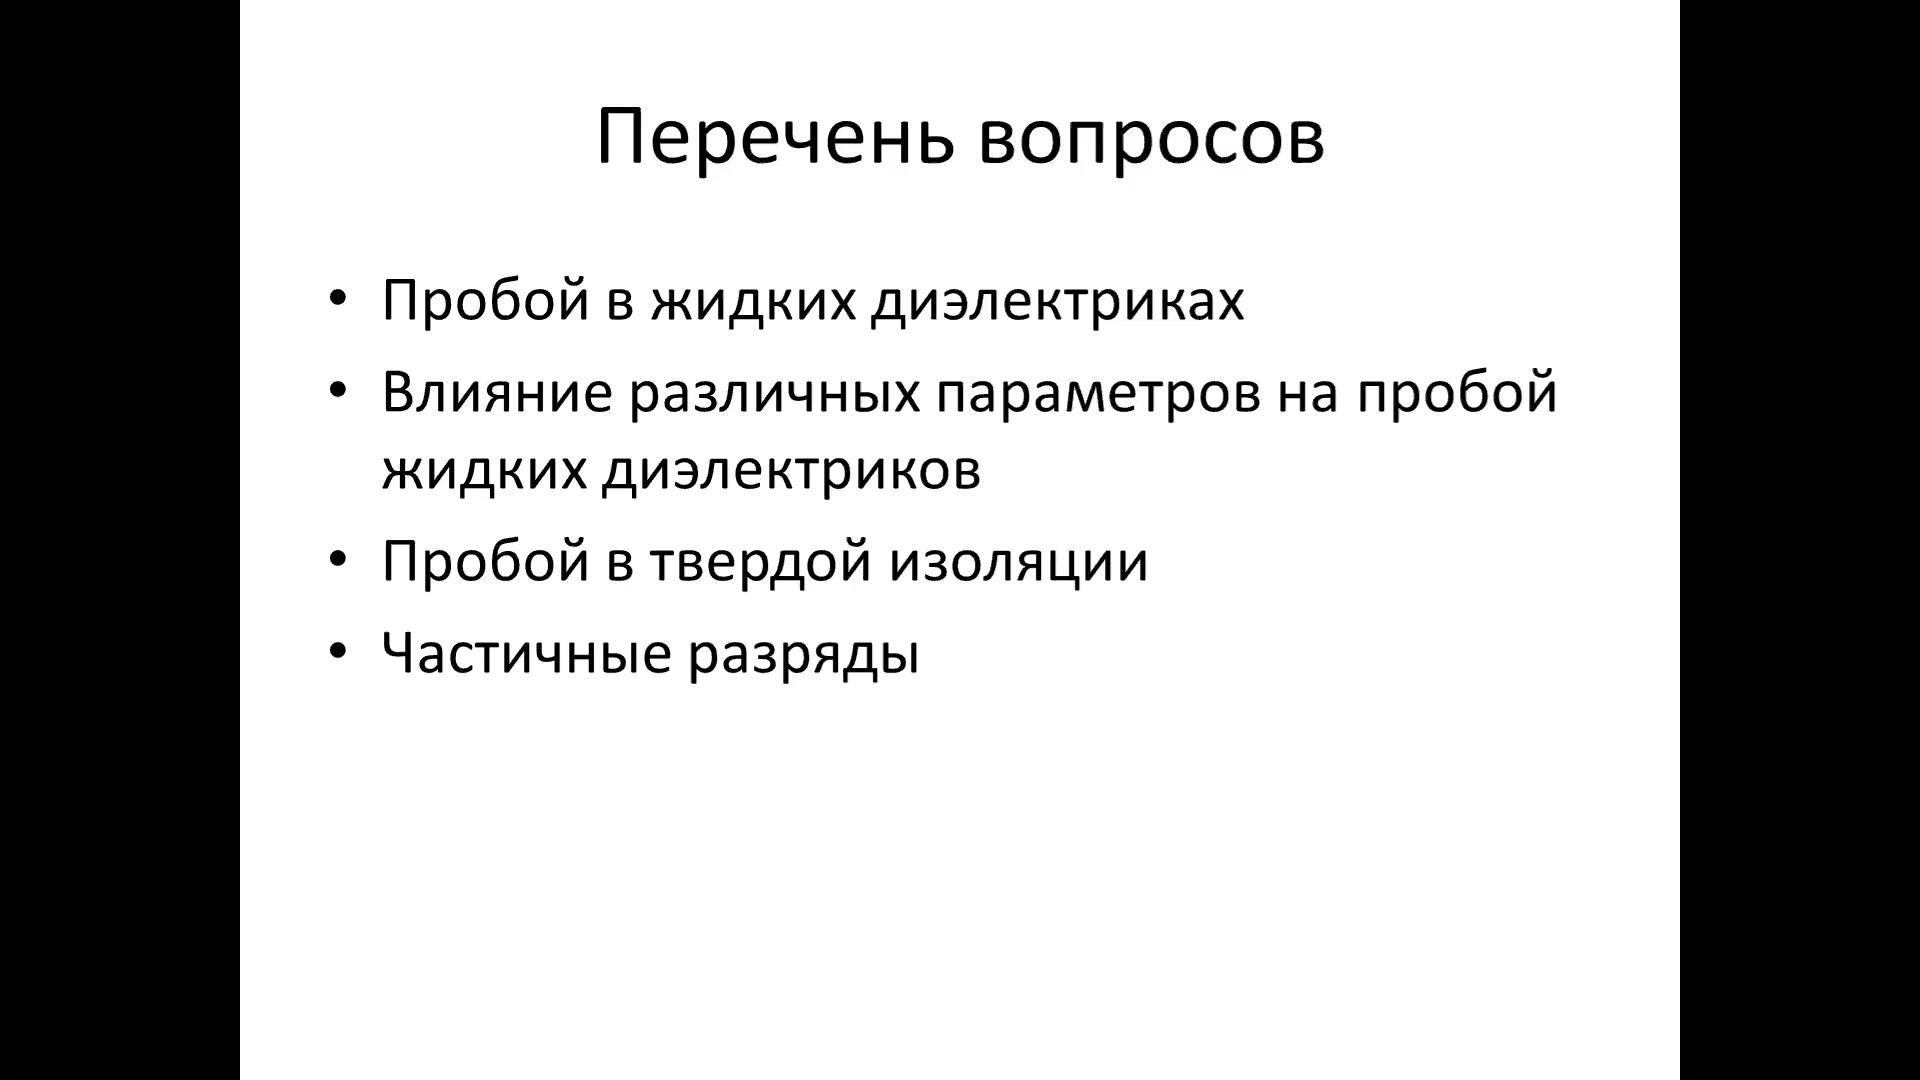 Перечень вопросов
• Пробой в жидких диэлектриках
• Влияние различных параметров на пробой
жидких диэлектриков
• Пробой в твердой изоляции
• Частичные разряды